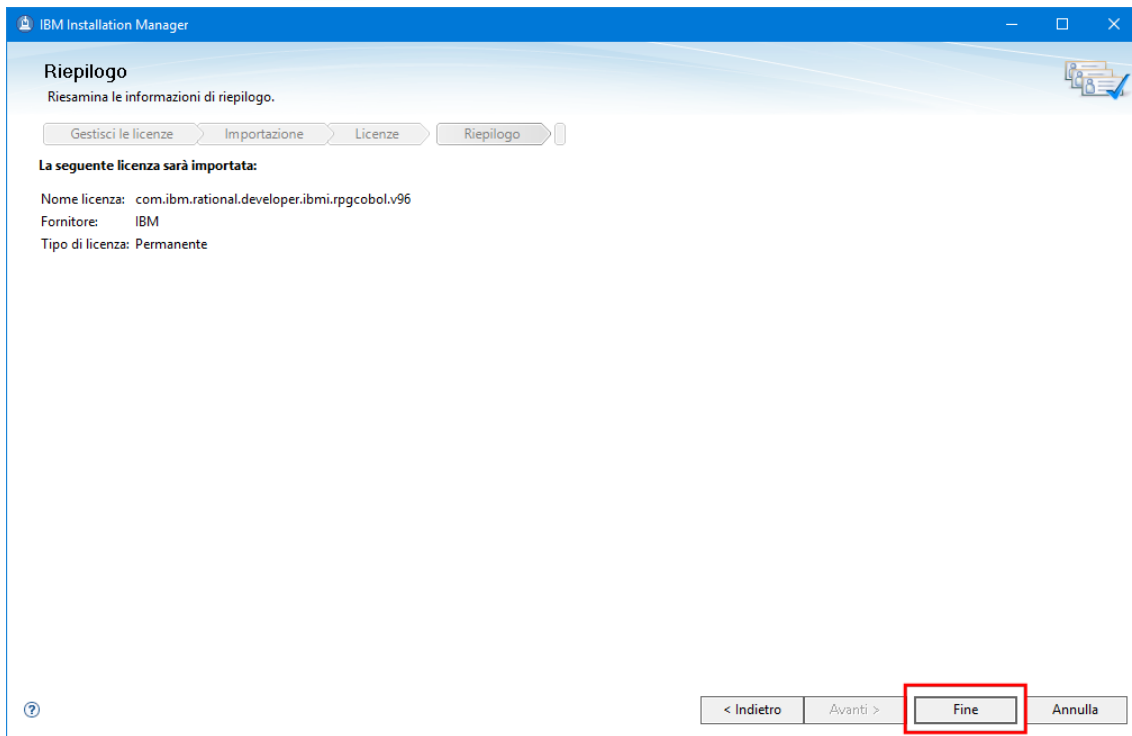 IBM Installation Manager
Riepilogo
Riesamina le informazioni di riepilogo.
Gestisci le licenze Importazione Licenze Riepilogo
La seguente licenza sarà importata:
Nome licenza: com.ibm.rational.developer.ibmi.rpgcobol.v96
Fornitore: IBM
Tipo di licenza: Permanente
? < Indietro Avanti > Fine Annulla